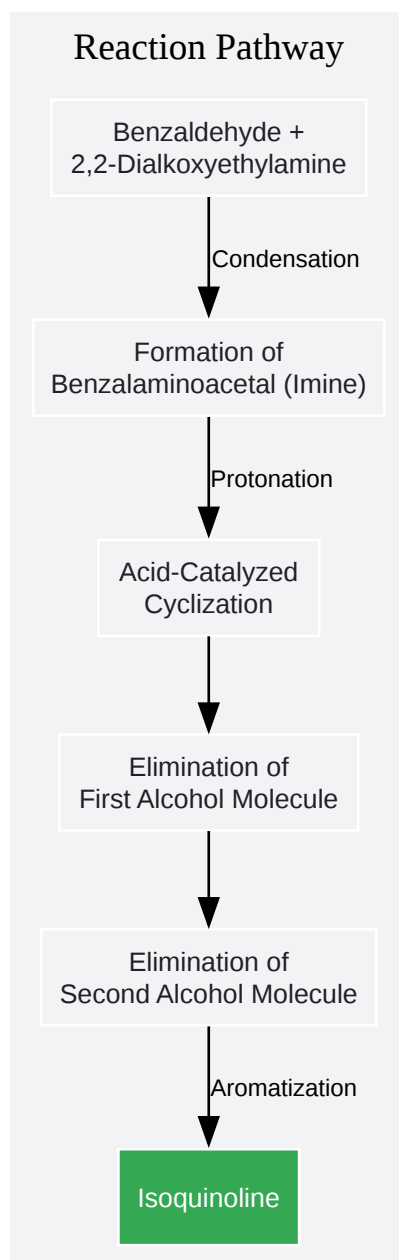 Reaction Pathway
Benzaldehyde +
2,2-Dialkoxyethylamine
Condensation
Formation of
Benzalaminoacetal (Imine)
Protonation
Acid-Catalyzed
Cyclization
Elimination of
First Alcohol Molecule
Elimination of
Second Alcohol Molecule
Aromatization
Isoquinoline